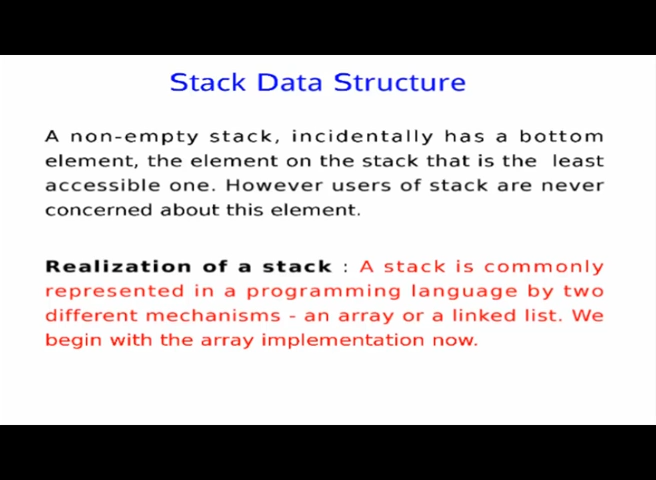 Stack Data Structure
A non-empty stack, incidentally has a bottom
element, the element on the stack that is the least
accessible one. However users of stack are never
concerned about this element.
Realization of a stack : A stack is commonly
represented in a programming language by two
different mechanisms - an array or a linked list. We
begin with the array implementation now.